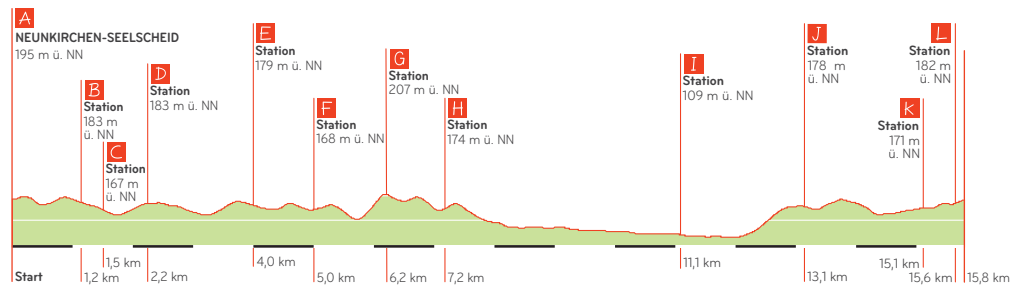 A
NEUNKIRCHEN-SEELSCHEID
195 m ü. NN
B
Station
183 m
ü. NN
C
Station
167 m
ü. NN
D
Station
183 m ü. NN
E
Station
179 m ü. NN
F
Station
168 m ü. NN
G
Station
207 m ü. NN
H
Station
174 m ü. NN
I
Station
109 m ü. NN
J
Station
178 m
ü. NN
K
Station
171 m
ü. NN
L
Station
182 m
ü. NN
Start
1,2 km
1,5 km
2,2 km
4,0 km
5,0 km
6,2 km
7,2 km
11,1 km
13,1 km
15,1 km
15,6 km
15,8 km